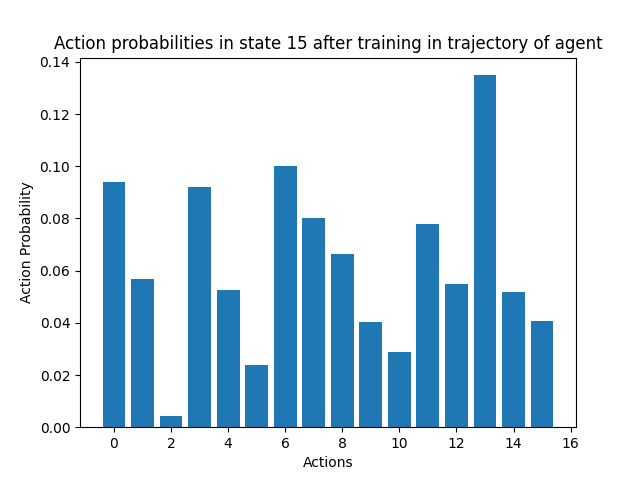 Action probabilities in state 15 after training in trajectory of agent
0.14
0.12
0.10
0.08
0.06
0.04
0.02
0.00
Action Probability
0 2 4 6 8 10 12 14 16
Actions